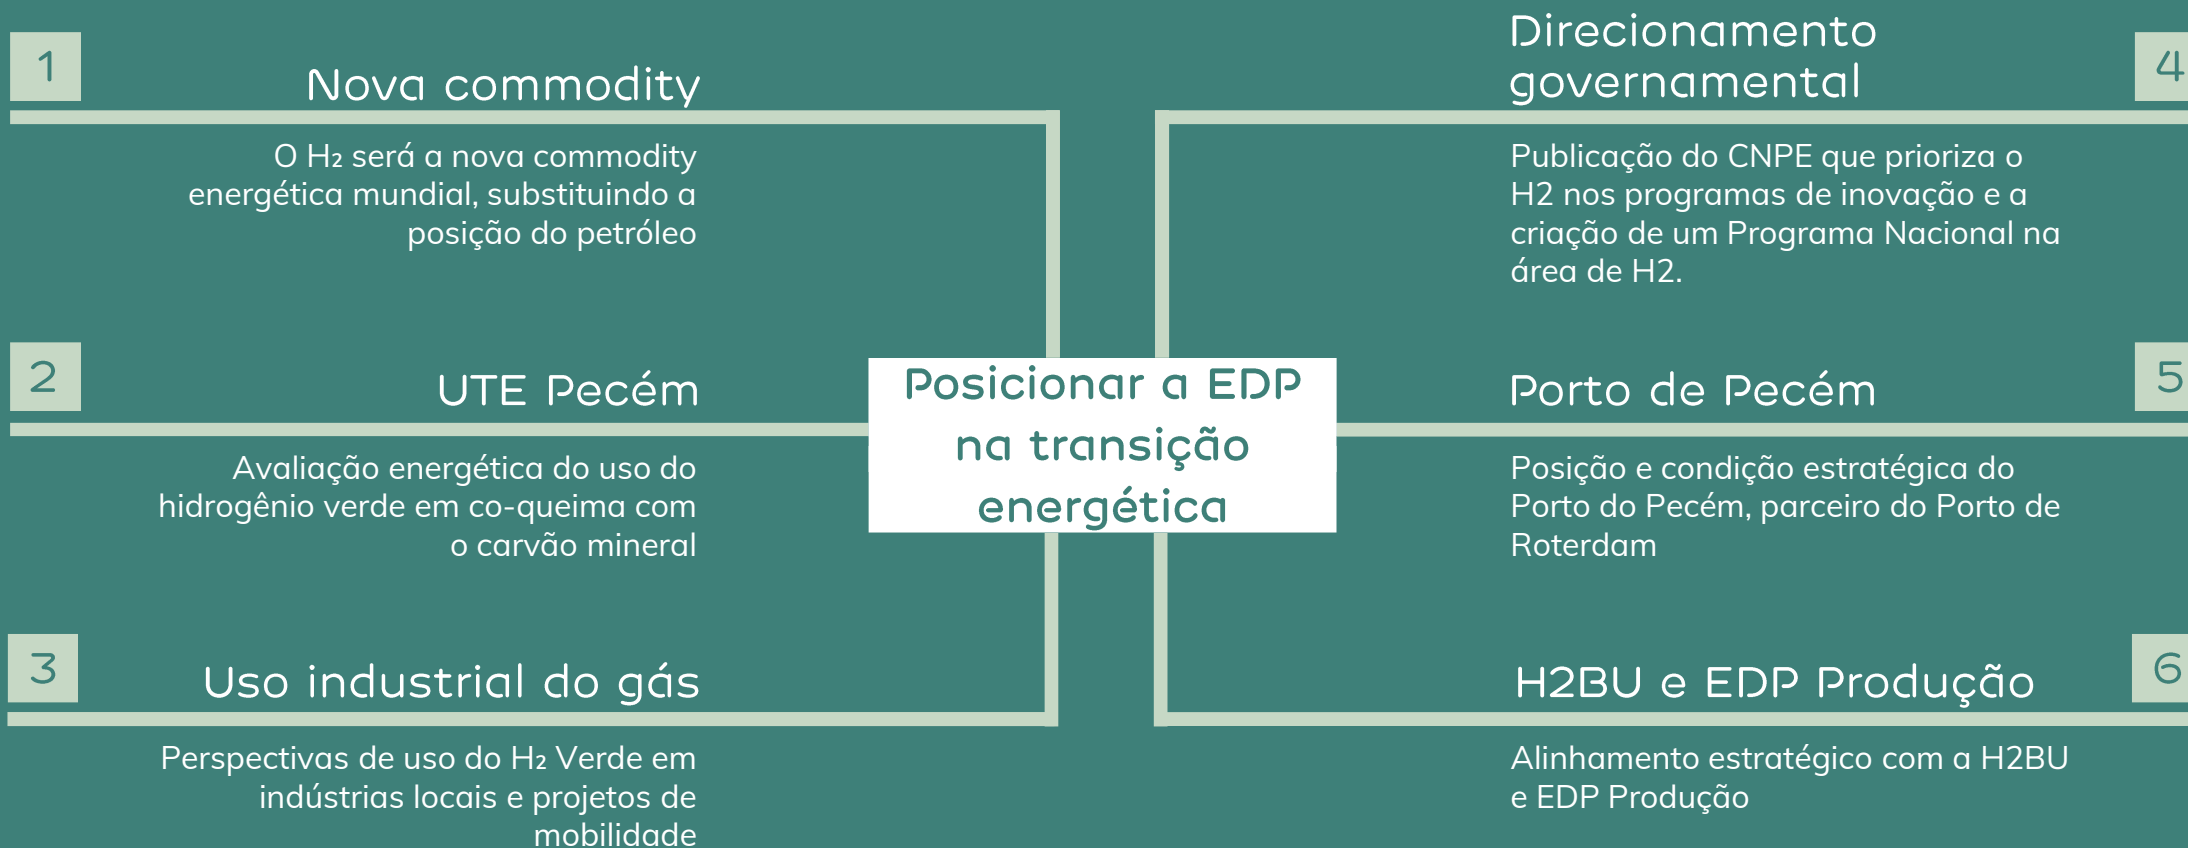 1
Nova commodity
O H₂ será a nova commodity
energética mundial, substituindo a
posição do petróleo
2
UTE Pecém
Avaliação energética do uso do
hidrogênio verde em co-queima com
o carvão mineral
3
Uso industrial do gás
Perspectivas de uso do H₂ Verde em
indústrias locais e projetos de
mobilidade
Posicionar a EDP
na transição
energética
Direcionamento
governamental
4
Publicação do CNPE que prioriza o
H2 nos programas de inovação e a
criação de um Programa Nacional na
área de H2.
Porto de Pecém
5
Posição e condição estratégica do
Porto do Pecém, parceiro do Porto de
Roterdam
H2BU e EDP Produção
6
Alinhamento estratégico com a H2BU
e EDP Produção